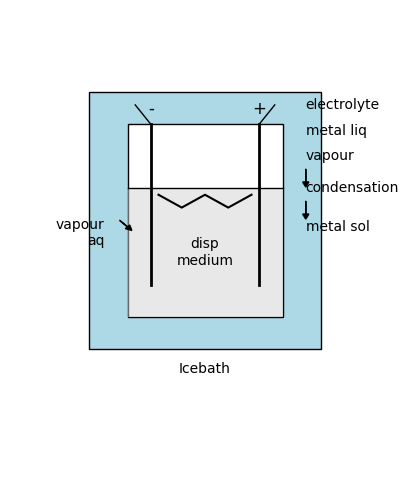 - +
electrolyte
metal liq
vapour
condensation
metal sol
vapour
aq
disp
medium
Icebath